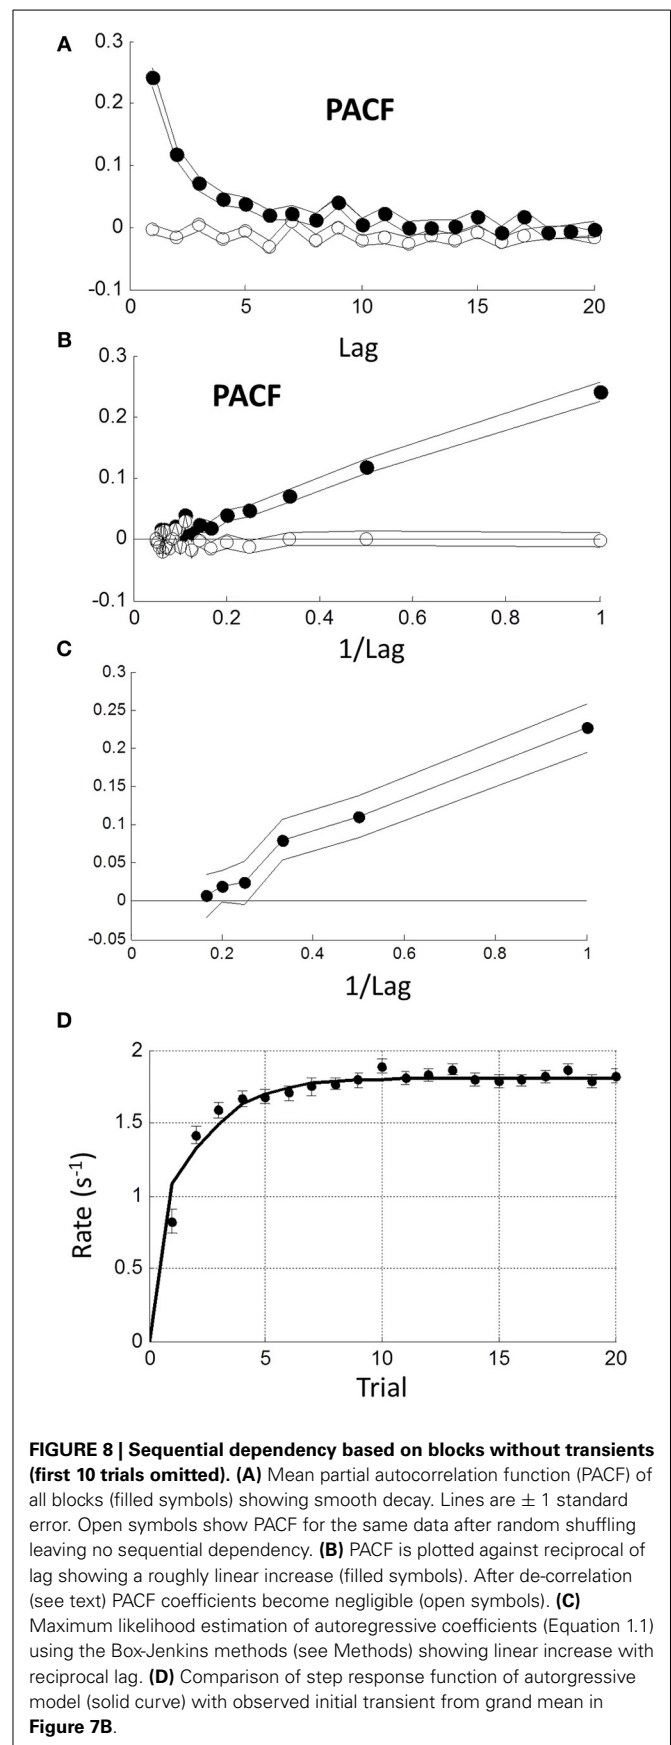 A
0.3
0.2
0.1
0
-0.1
PACF
0 5 10 15 20
Lag
B
0.3
0.2
0.1
0
-0.1
PACF
0 0.2 0.4 0.6 0.8 1
1/Lag
C
0.3
0.25
0.2
0.15
0.1
0.05
0
-0.05
0 0.2 0.4 0.6 0.8 1
1/Lag
D
2
1.5
1
0.5
0
Rate (s-1)
0 5 10 15 20
Trial
FIGURE 8 | Sequential dependency based on blocks without transients
(first 10 trials omitted). (A) Mean partial autocorrelation function (PACF) of
all blocks (filled symbols) showing smooth decay. Lines are ± 1 standard
error. Open symbols show PACF for the same data after random shuffling
leaving no sequential dependency. (B) PACF is plotted against reciprocal of
lag showing a roughly linear increase (filled symbols). After de-correlation
(see text) PACF coefficients become negligible (open symbols). (C)
Maximum likelihood estimation of autoregressive coefficients (Equation 1.1)
using the Box-Jenkins methods (see Methods) showing linear increase with
reciprocal lag. (D) Comparison of step response function of autorgressive
model (solid curve) with observed initial transient from grand mean in
Figure 7B.